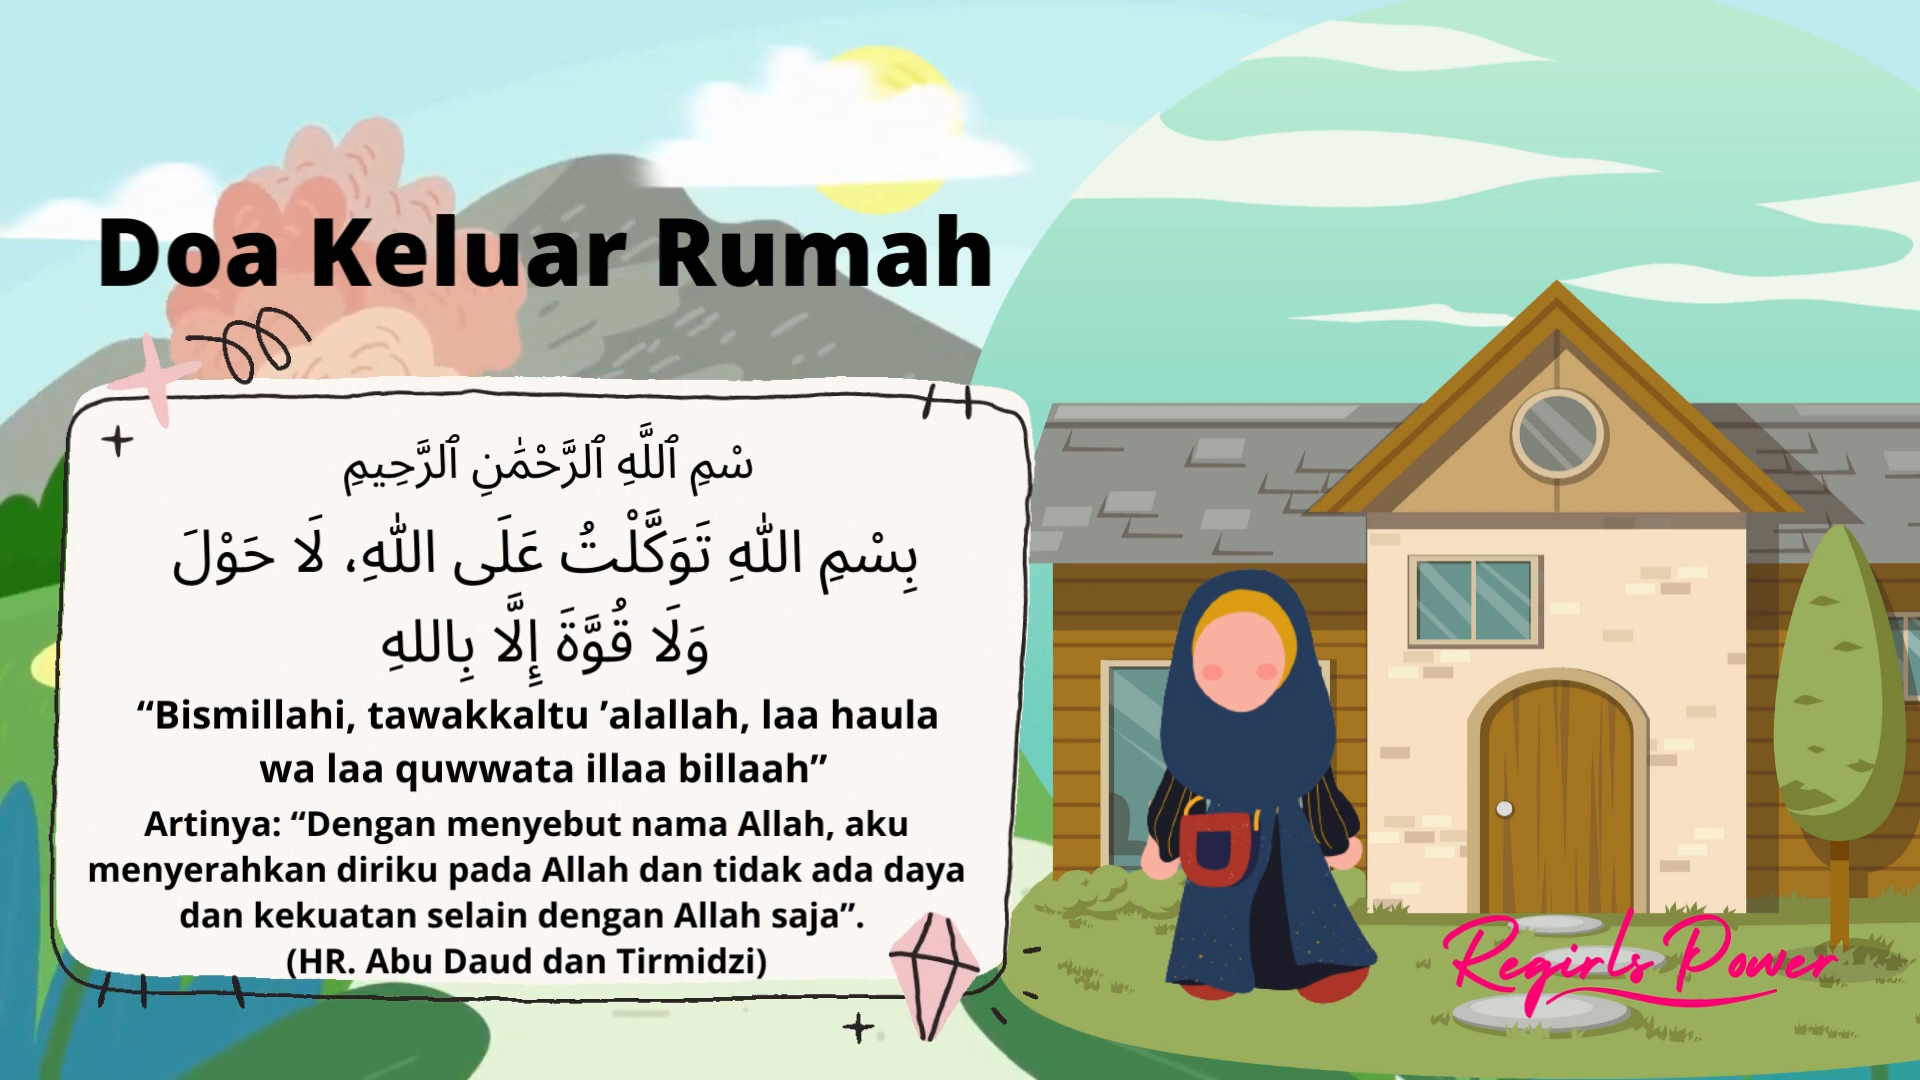 Doa Keluar Rumah
سْمِ ٱللَّهِ ٱلرَّحْمَٰنِ ٱلرَّحِيمِ
بِسْمِ اللّٰهِ تَوَكَّلْتُ عَلَى اللّٰهِ، لَا حَوْلَ
وَلَا قُوَّةَ إِلَّا بِاللهِ
“Bismillahi, tawakkaltu ’alallah, laa haula
wa laa quwwata illaa billaah”
Artinya: “Dengan menyebut nama Allah, aku
menyerahkan diriku pada Allah dan tidak ada daya
dan kekuatan selain dengan Allah saja”.
(HR. Abu Daud dan Tirmidzi)
Regirls Power